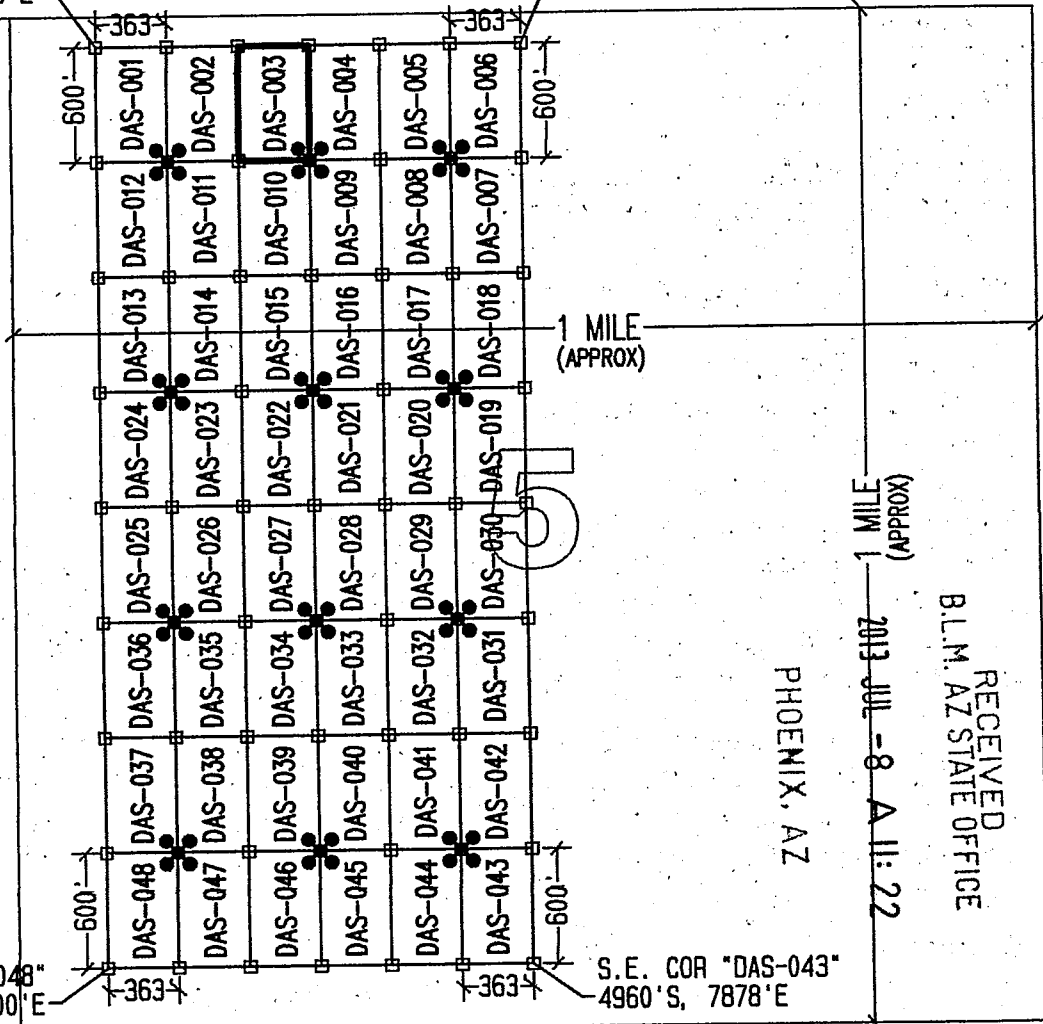 363
363
600'
600'
DAS-001
DAS-002
DAS-003
DAS-004
DAS-005
DAS-006
DAS-012
DAS-011
DAS-010
DAS-009
DAS-008
DAS-007
DAS-013
DAS-014
DAS-015
DAS-016
DAS-017
DAS-018
1 MILE
(APPROX)
DAS-024
DAS-023
DAS-022
DAS-021
DAS-020
DAS-019
5
1 MILE
(APPROX)
DAS-025
DAS-026
DAS-027
DAS-028
DAS-029
DAS-030
DAS-036
DAS-035
DAS-034
DAS-033
DAS-032
DAS-031
RECEIVED
B.L.M. AZ STATE OFFICE
2013 JUL -8 A 11: 22
PHOENIX, AZ
DAS-037
DAS-038
DAS-039
DAS-040
DAS-041
DAS-042
DAS-048
DAS-047
DAS-046
DAS-045
DAS-044
DAS-043
600'
600'
048"
00'E
363
363
S.E. COR "DAS-043"
4960'S, 7878'E